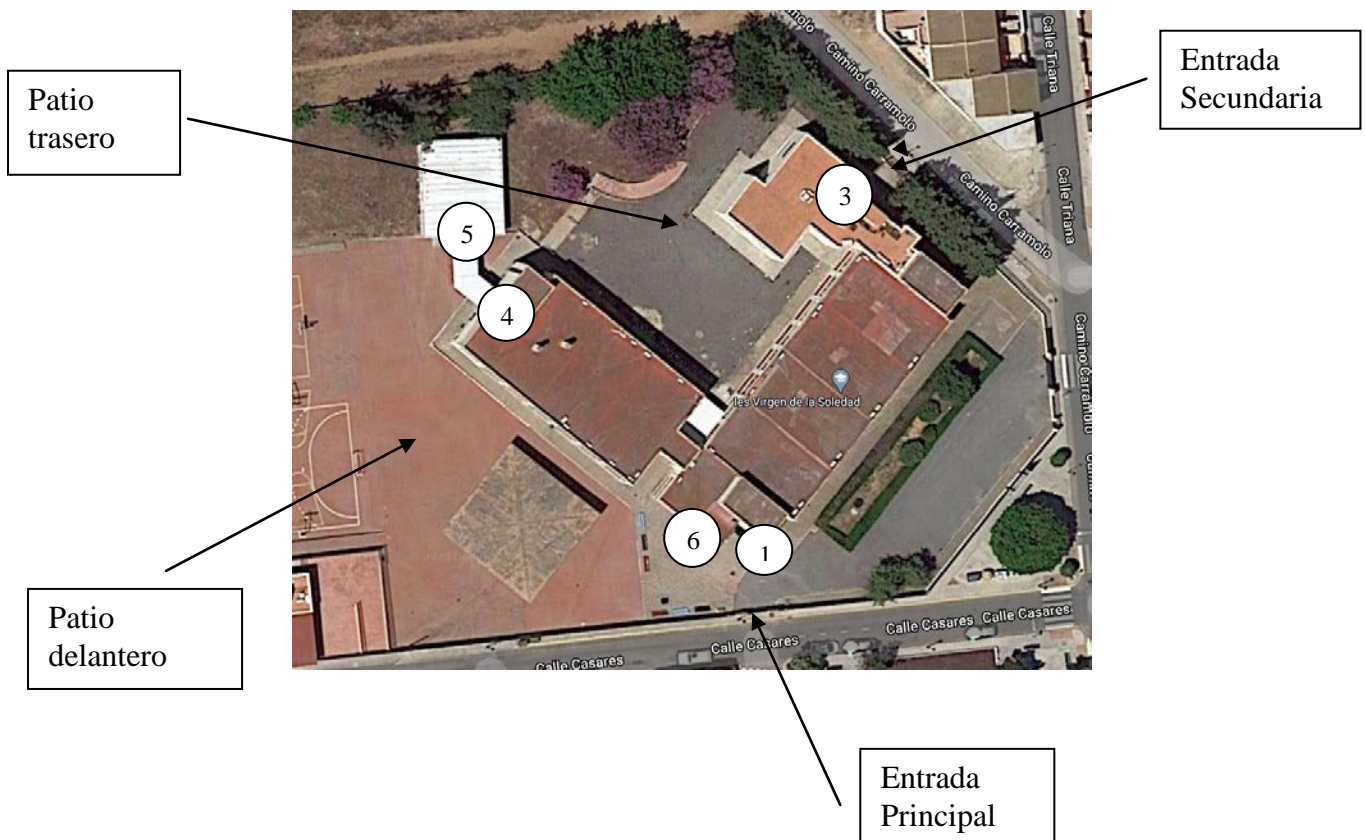 Patio
trasero
Entrada
Secundaria
Camino Carramolo
Calle Triana
Camino Carramolo
Calle Triana
3
5
4
Camino Carramolo
Ies Virgen de la Soledad
6
1
Patio
delantero
Calle Casares
Calle Casares
Calle Casares
Calle Casares
Entrada
Principal